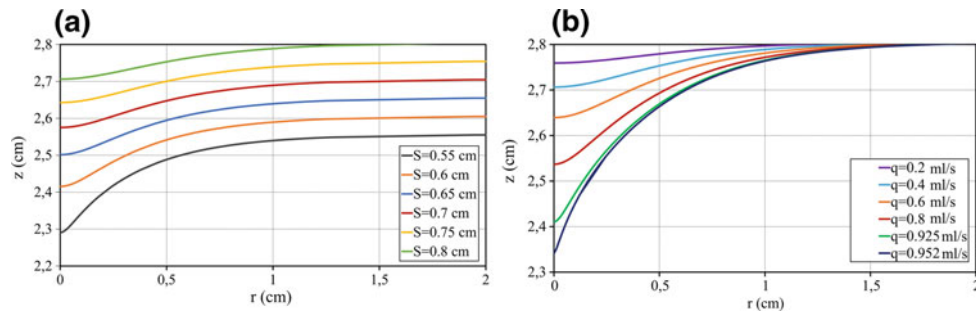 (a)
z (cm)
2,8
2,7
2,6
2,5
2,4
2,3
2,2
0
0,5
1
1,5
2
r (cm)
S=0.55 cm
S=0.6 cm
S=0.65 cm
S=0.7 cm
S=0.75 cm
S=0.8 cm
(b)
z (cm)
2,8
2,7
2,6
2,5
2,4
2,3
0
0,5
1
1,5
2
r (cm)
q=0.2 ml/s
q=0.4 ml/s
q=0.6 ml/s
q=0.8 ml/s
q=0.925 ml/s
q=0.952 ml/s